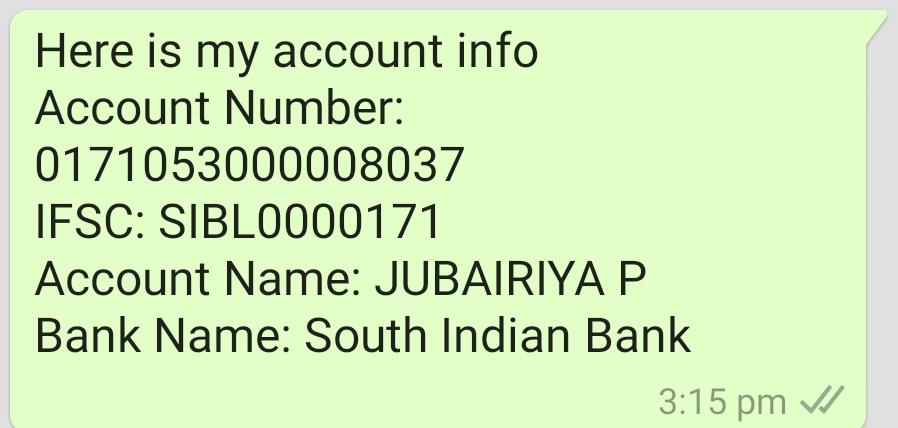 Here is my account info
Account Number:
0171053000008037
IFSC: SIBL0000171
Account Name: JUBAIRIYA P
Bank Name: South Indian Bank
3:15 pm